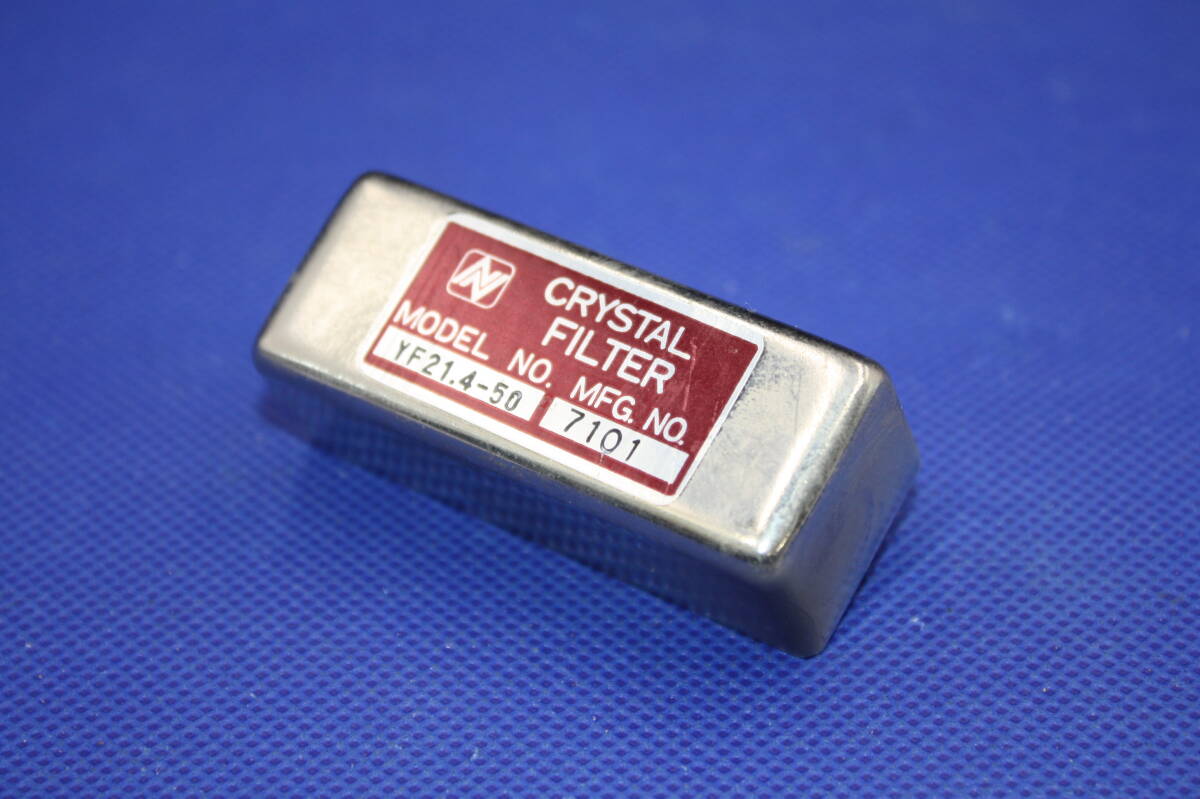 N CRYSTAL
FILTER
MODEL NO. MFG. NO.
YF21.4-50 7101